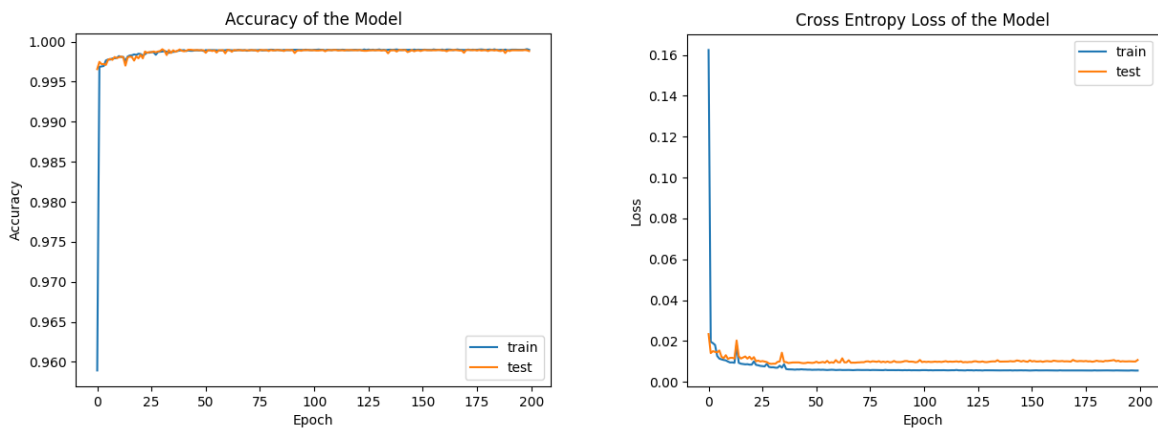 Accuracy of the Model
1.000
0.995
0.990
0.985
0.980
0.975
0.970
0.965
0.960
Accuracy
0 25 50 75 100 125 150 175 200
Epoch
train
test
Cross Entropy Loss of the Model
0.16
0.14
0.12
0.10
0.08
0.06
0.04
0.02
0.00
Loss
0 25 50 75 100 125 150 175 200
Epoch
train
test